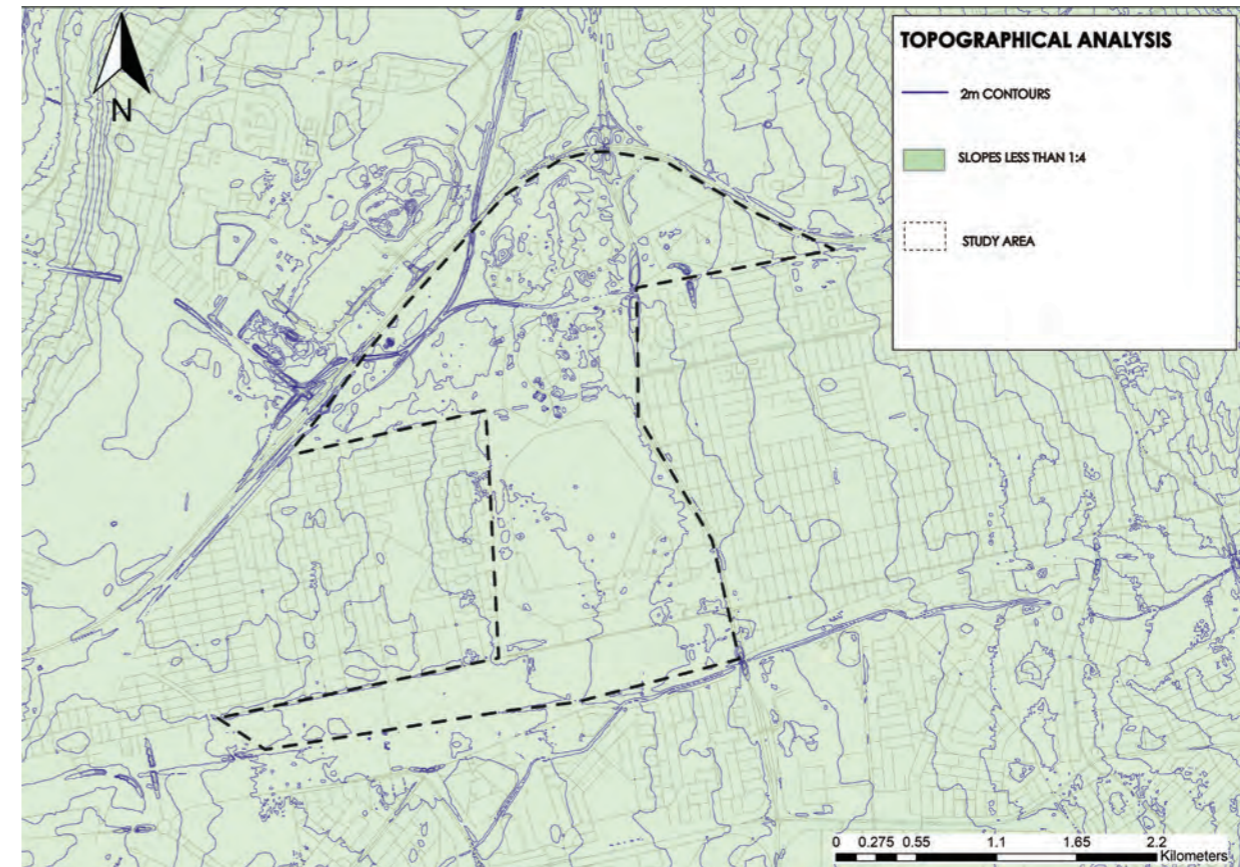 N
TOPOGRAPHICAL ANALYSIS
2m CONTOURS
SLOPES LESS THAN 1:4
STUDY AREA
0 0.275 0.55 1.1 1.65 2.2
Kilometers